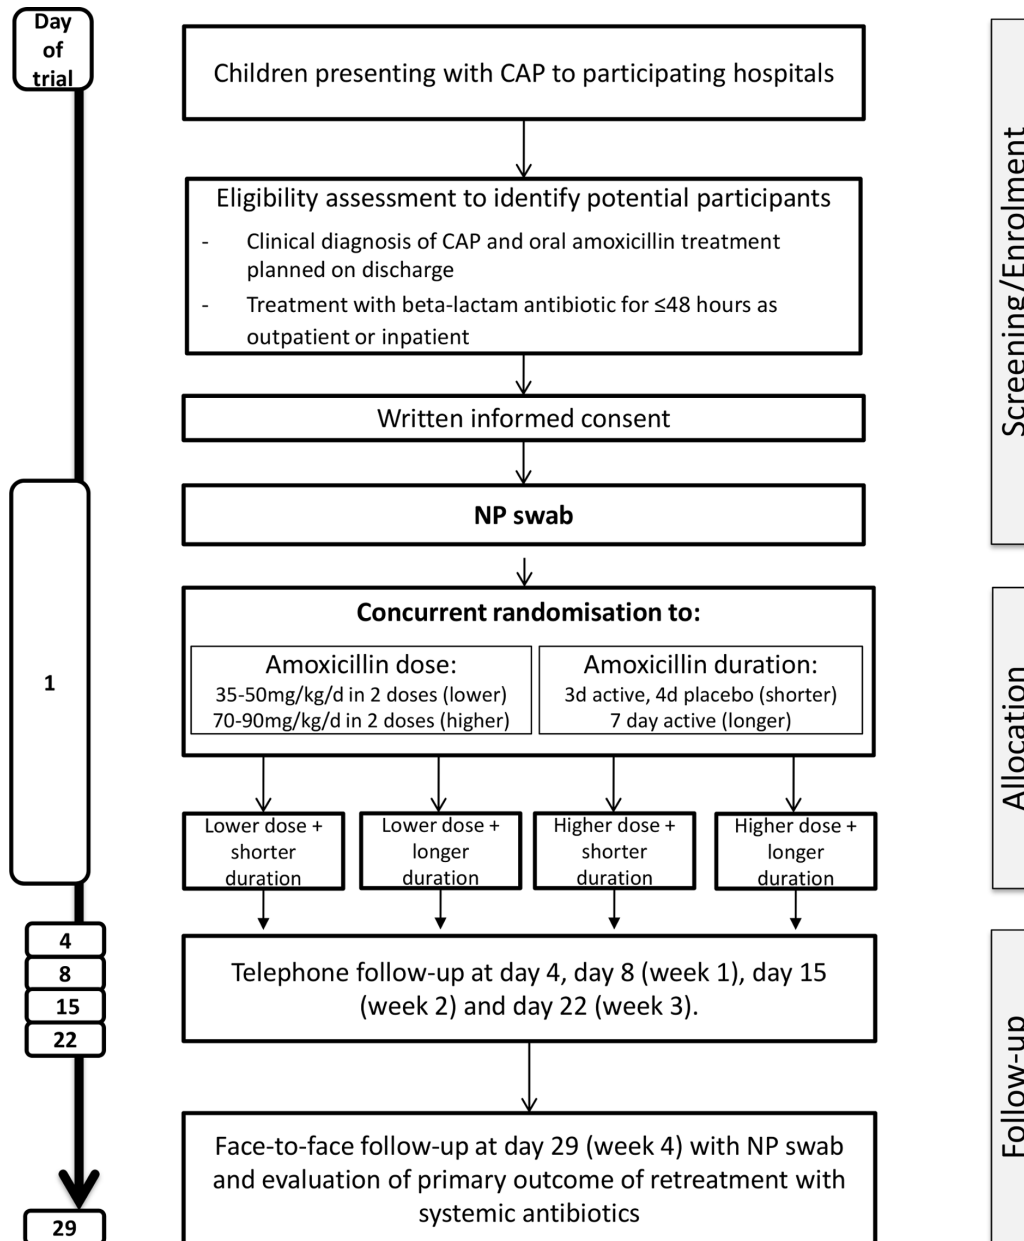 Day
of
trial
Children presenting with CAP to participating hospitals
Eligibility assessment to identify potential participants
- Clinical diagnosis of CAP and oral amoxicillin treatment
planned on discharge
- Treatment with beta-lactam antibiotic for ≤48 hours as
outpatient or inpatient
Written informed consent
NP swab
Screening/Enrolment
1
Concurrent randomisation to:
Amoxicillin dose:
35-50mg/kg/d in 2 doses (lower)
70-90mg/kg/d in 2 doses (higher)
Amoxicillin duration:
3d active, 4d placebo (shorter)
7 day active (longer)
Lower dose +
shorter
duration
Lower dose +
longer
duration
Higher dose +
shorter
duration
Higher dose +
longer
duration
Allocation
4
8
15
22
Telephone follow-up at day 4, day 8 (week 1), day 15
(week 2) and day 22 (week 3).
Face-to-face follow-up at day 29 (week 4) with NP swab
and evaluation of primary outcome of retreatment with
systemic antibiotics
29
Follow-up